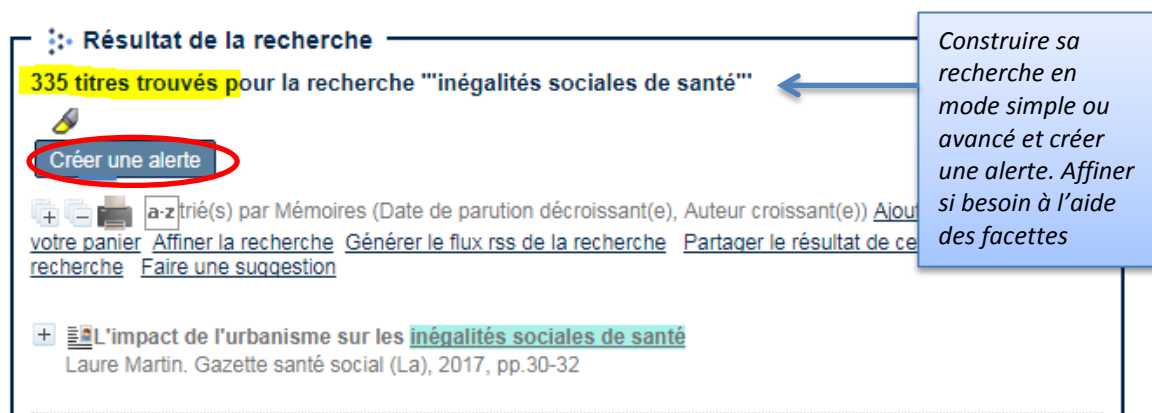 Résultat de la recherche
335 titres trouvés pour la recherche "'inégalités sociales de santé"'
Créer une alerte
a-z trié(s) par Mémoires (Date de parution décroissant(e), Auteur croissant(e))
votre panier Affiner la recherche Générer le flux rss de la recherche Partager le résultat de
recherche Faire une suggestion
L'impact de l'urbanisme sur les inégalités sociales de santé
Laure Martin. Gazette santé social (La), 2017, pp.30-32
Construire sa
recherche en
mode simple ou
avancé et créer
une alerte. Affiner
si besoin à l'aide
des facettes